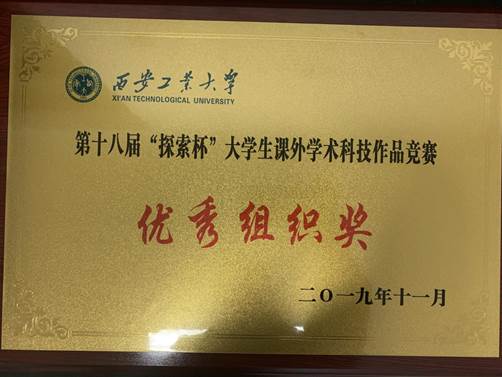 西安工业大学
XI'AN TECHNOLOGICAL UNIVERSITY
第十八届“探索杯”大学生课外学术科技作品竞赛
优秀组织奖
二〇一九年十一月